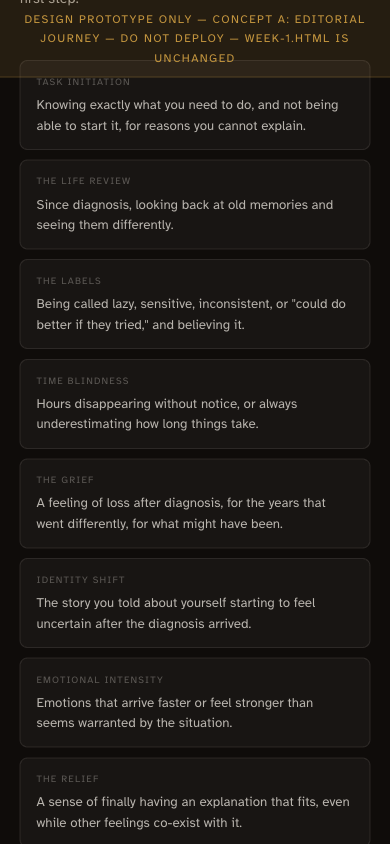 first step.
DESIGN PROTOTYPE ONLY — CONCEPT A: EDITORIAL
JOURNEY — DO NOT DEPLOY — WEEK-1.HTML IS
UNCHANGED
TASK INITIATION
Knowing exactly what you need to do, and not being
able to start it, for reasons you cannot explain.
THE LIFE REVIEW
Since diagnosis, looking back at old memories and
seeing them differently.
THE LABELS
Being called lazy, sensitive, inconsistent, or "could do
better if they tried," and believing it.
TIME BLINDNESS
Hours disappearing without notice, or always
underestimating how long things take.
THE GRIEF
A feeling of loss after diagnosis, for the years that
went differently, for what might have been.
IDENTITY SHIFT
The story you told about yourself starting to feel
uncertain after the diagnosis arrived.
EMOTIONAL INTENSITY
Emotions that arrive faster or feel stronger than
seems warranted by the situation.
THE RELIEF
A sense of finally having an explanation that fits, even
while other feelings co-exist with it.